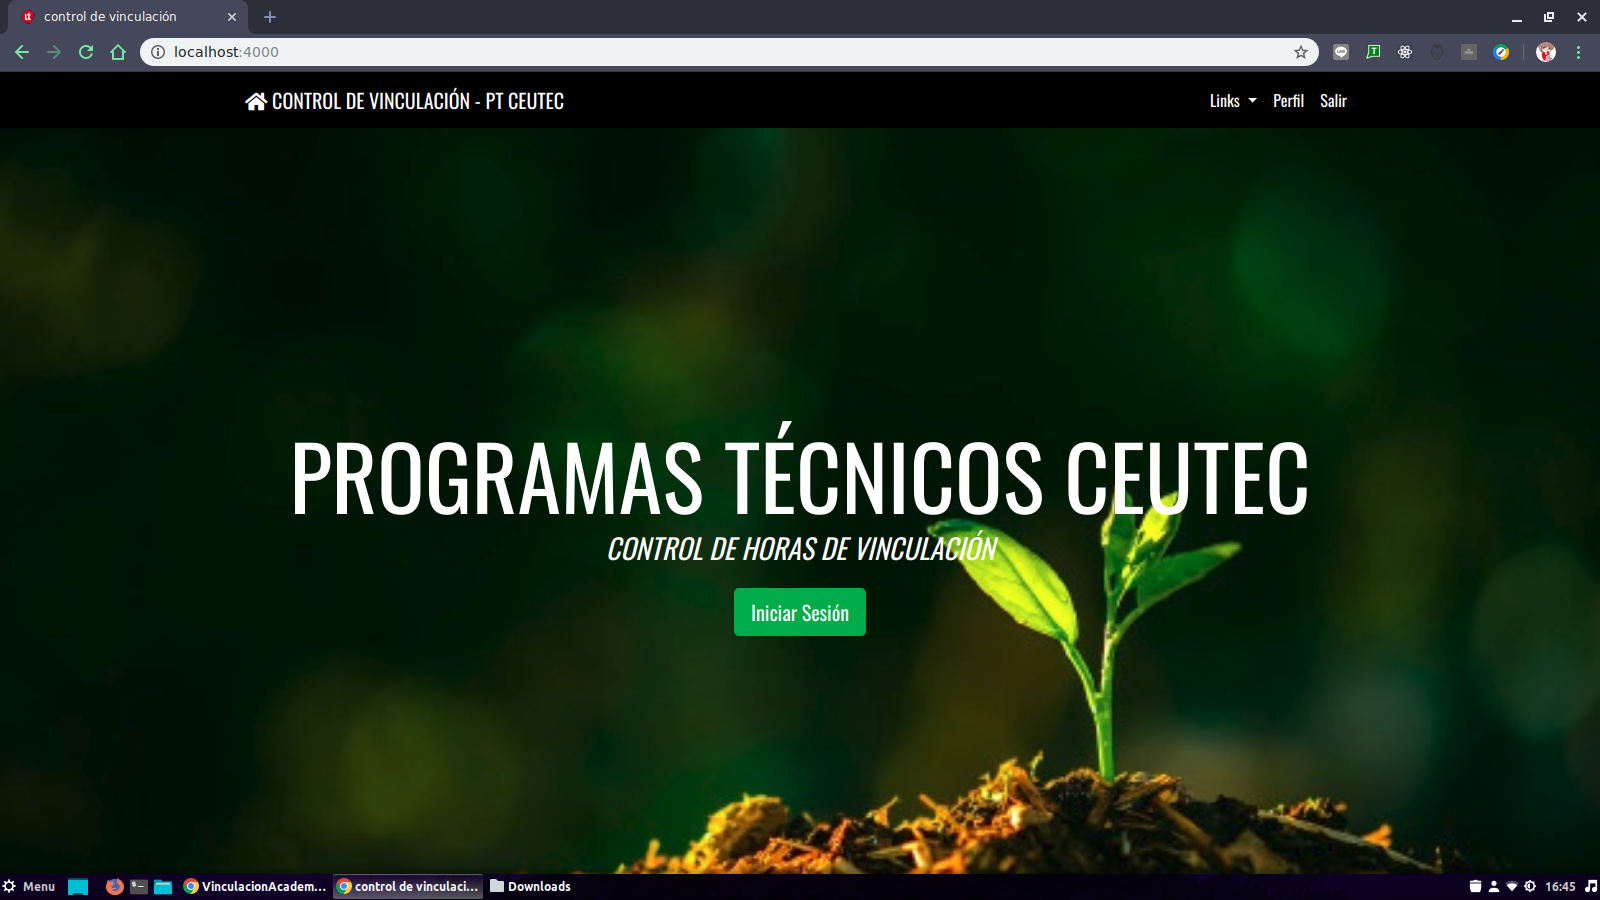 control de vinculación
localhost:4000
CONTROL DE VINCULACIÓN - PT CEUTEC
Links
Perfil
Salir
PROGRAMAS TÉCNICOS CEUTEC
CONTROL DE HORAS DE VINCULACIÓN
Iniciar Sesión
Menu
VinculacionAcadem...
control de vinculaci...
Downloads
16:45